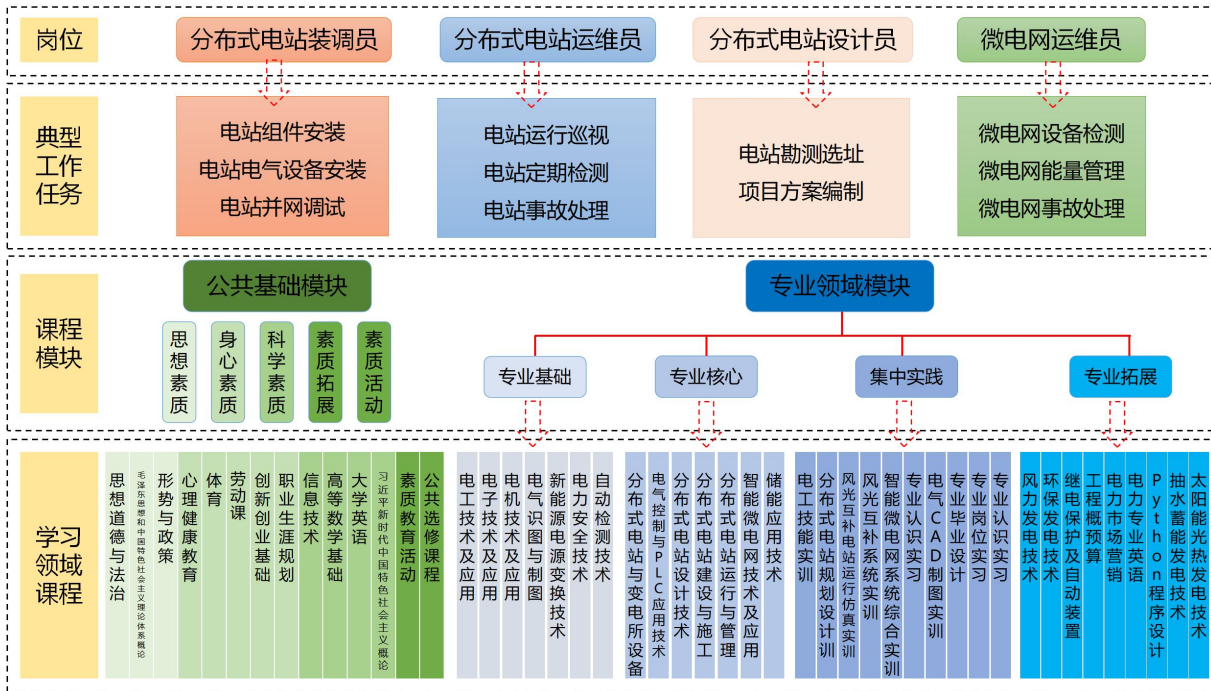 岗位
分布式电站装调员
分布式电站运维员
分布式电站设计员
微电网运维员
典型
工作
任务
电站组件安装
电站电气设备安装
电站并网调试
电站运行巡视
电站定期检测
电站事故处理
电站勘测选址
项目方案编制
微电网设备检测
微电网能量管理
微电网事故处理
课程
模块
公共基础模块
思想素质
身心素质
科学素质
素质拓展
素质活动
专业领域模块
专业基础
专业核心
集中实践
专业拓展
学习
领域
课程
思想道德与法治
毛泽东思想和中国特色社会主义理论体系概论
形势与政策
心理健康教育
体育
劳动课
创新创业基础
职业生涯规划
信息技术
高等数学基础
大学英语
习近平新时代中国特色社会主义概论
素质教育活动
公共选修课程
电工技术及应用
电子技术及应用
电机技术及应用
电气识图与制图
新能源电源变换技术
电力安全技术
自动检测技术
分布式电站与变电所设备
电气控制与PLC应用技术
分布式电站设计技术
分布式电站建设与施工
分布式电站运行与管理
智能微电网技术及应用
储能应用技术
电工技能实训
分布式电站规划设计训
风光互补电站运行仿真实训
风光互补系统实训
智能微电网系统综合实训
专业认识实习
电气CAD制图实训
专业毕业设计
专业岗位实习
专业认识实习
风力发电技术
环保发电技术
继电保护及自动装置
工程概预算
电力市场营销
电力专业英语
Python程序设计
抽水蓄能发电技术
太阳能光热发电技术